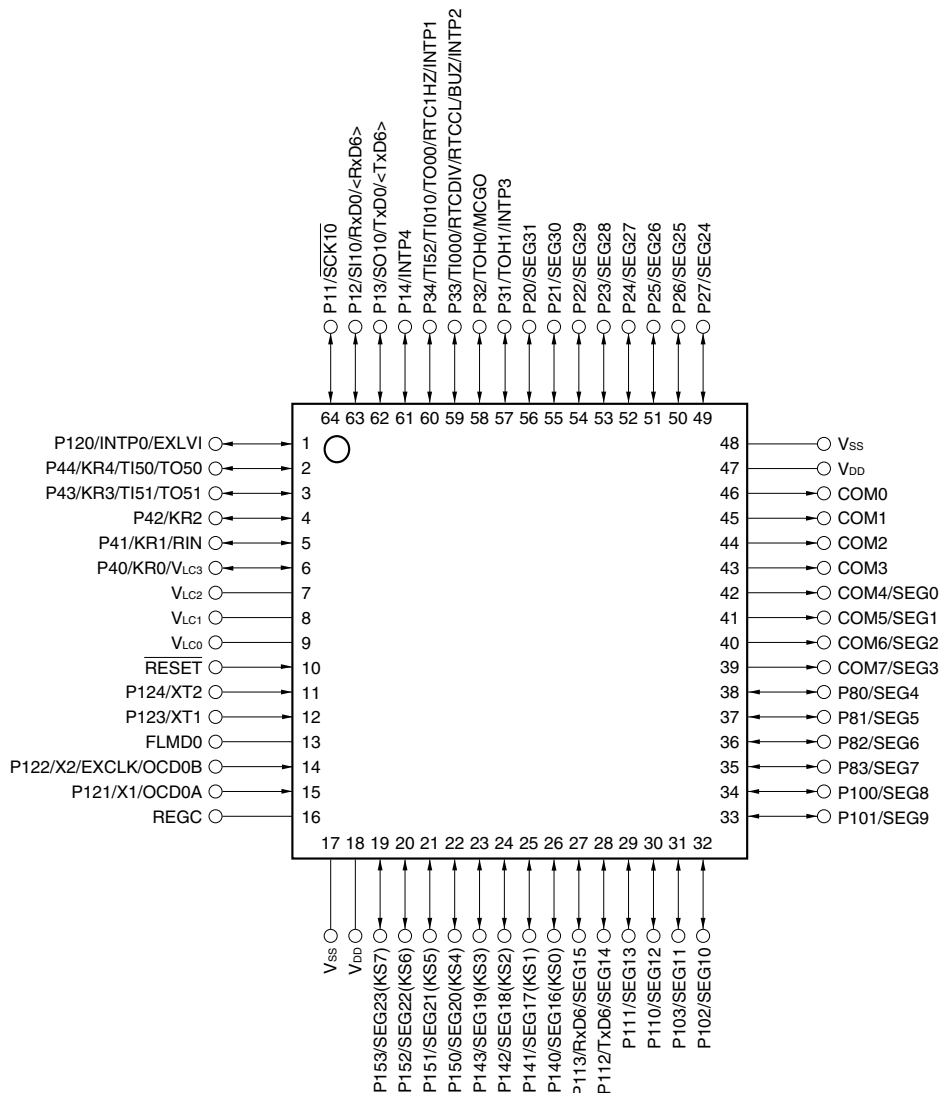 P11/SCK10
P12/SI10/RxD0/<RxD6>
P13/SO10/TxD0/<TxD6>
P14/INTP4
P34/TI52/TI010/TO00/RTC1HZ/INTP1
P33/TI000/RTCDIV/RTCCL/BUZ/INTP2
P32/TOH0/MCGO
P31/TOH1/INTP3
P20/SEG31
P21/SEG30
P22/SEG29
P23/SEG28
P24/SEG27
P25/SEG26
P26/SEG25
P27/SEG24
64 63 62 61 60 59 58 57 56 55 54 53 52 51 50 49
P120/INTP0/EXLVI 1
P44/KR4/TI50/TO50 2
P43/KR3/TI51/TO51 3
P42/KR2 4
P41/KR1/RIN 5
P40/KR0/VLC3 6
VLC2 7
VLC1 8
VLC0 9
RESET 10
P124/XT2 11
P123/XT1 12
FLMD0 13
P122/X2/EXCLK/OCD0B 14
P121/X1/OCD0A 15
REGC 16
48 VSS
47 VDD
46 COM0
45 COM1
44 COM2
43 COM3
42 COM4/SEG0
41 COM5/SEG1
40 COM6/SEG2
39 COM7/SEG3
38 P80/SEG4
37 P81/SEG5
36 P82/SEG6
35 P83/SEG7
34 P100/SEG8
33 P101/SEG9
17 18 19 20 21 22 23 24 25 26 27 28 29 30 31 32
VSS
VDD
P153/SEG23(KS7)
P152/SEG22(KS6)
P151/SEG21(KS5)
P150/SEG20(KS4)
P143/SEG19(KS3)
P142/SEG18(KS2)
P141/SEG17(KS1)
P140/SEG16(KS0)
P113/RxD6/SEG15
P112/TxD6/SEG14
P111/SEG13
P110/SEG12
P103/SEG11
P102/SEG10